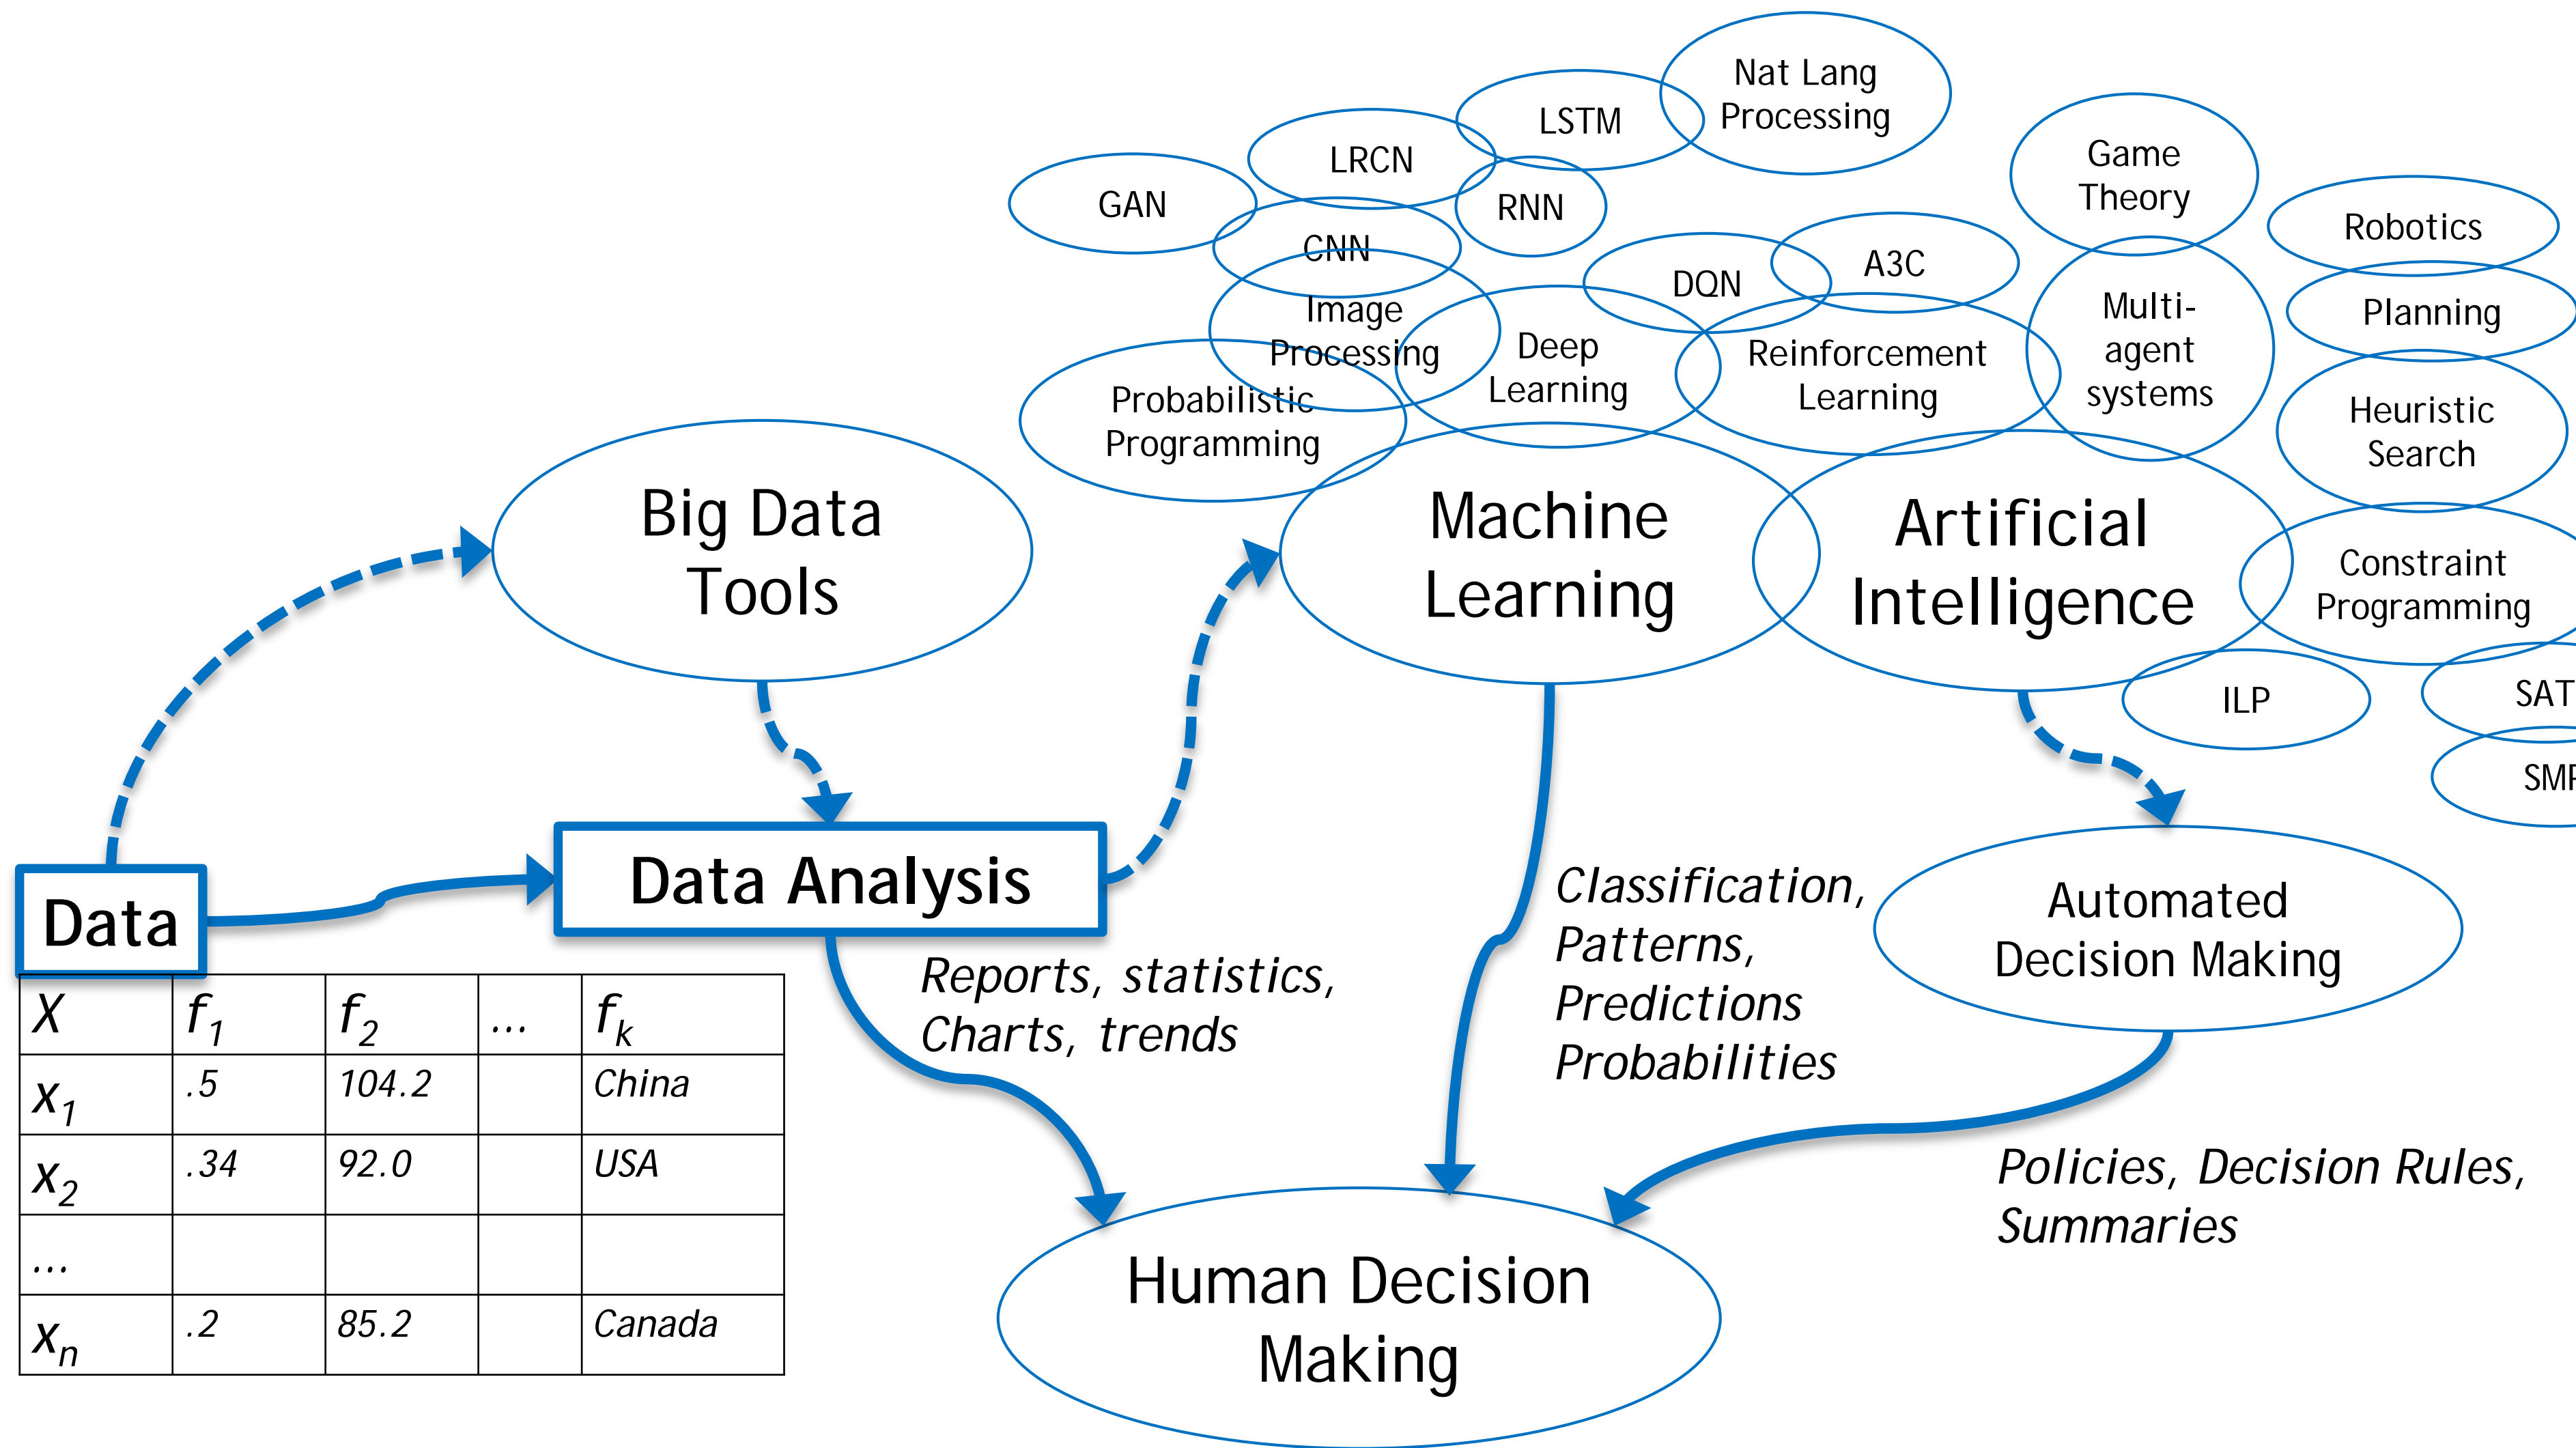 Nat Lang
Processing
LSTM
LRCN
GAN
RNN
CNN
Game
Theory
Robotics
A3C
DQN
Image
Processing
Deep
Learning
Reinforcement
Learning
Multi-
agent
systems
Planning
Probabilistic
Programming
Heuristic
Search
Big Data
Tools
Machine
Learning
Artificial
Intelligence
Constraint
Programming
ILP
SAT
Data Analysis
Data
Classification,
Patterns,
Predictions
Probabilities
Automated
Decision Making
Reports, statistics,
Charts, trends
X f1 f2 ... fk
x1 .5 104.2 China
x2 .34 92.0 USA
...
xn .2 85.2 Canada
Policies, Decision Rules,
Summaries
Human Decision
Making